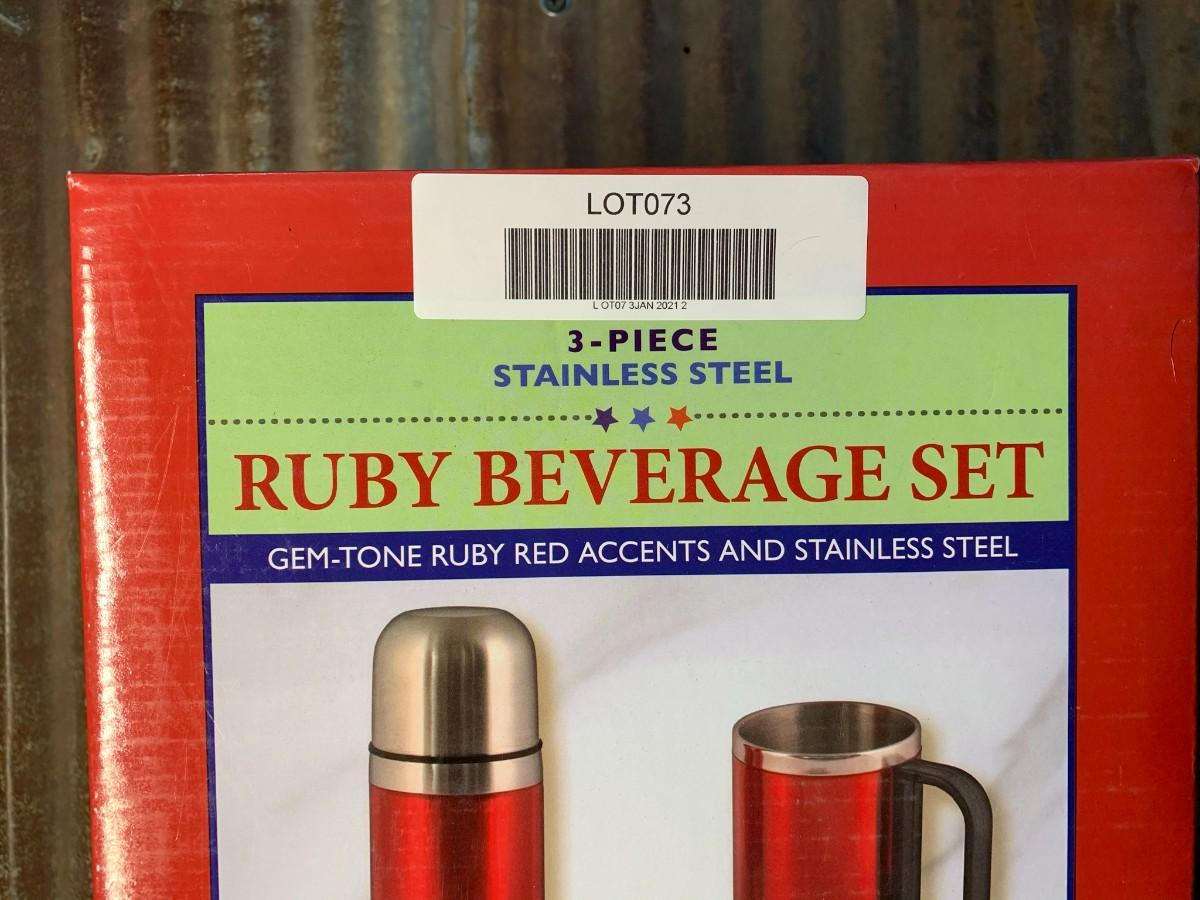 LOT073
L OT07 3JAN 2021 2
3-PIECE
STAINLESS STEEL
RUBY BEVERAGE SET
GEM-TONE RUBY RED ACCENTS AND STAINLESS STEEL